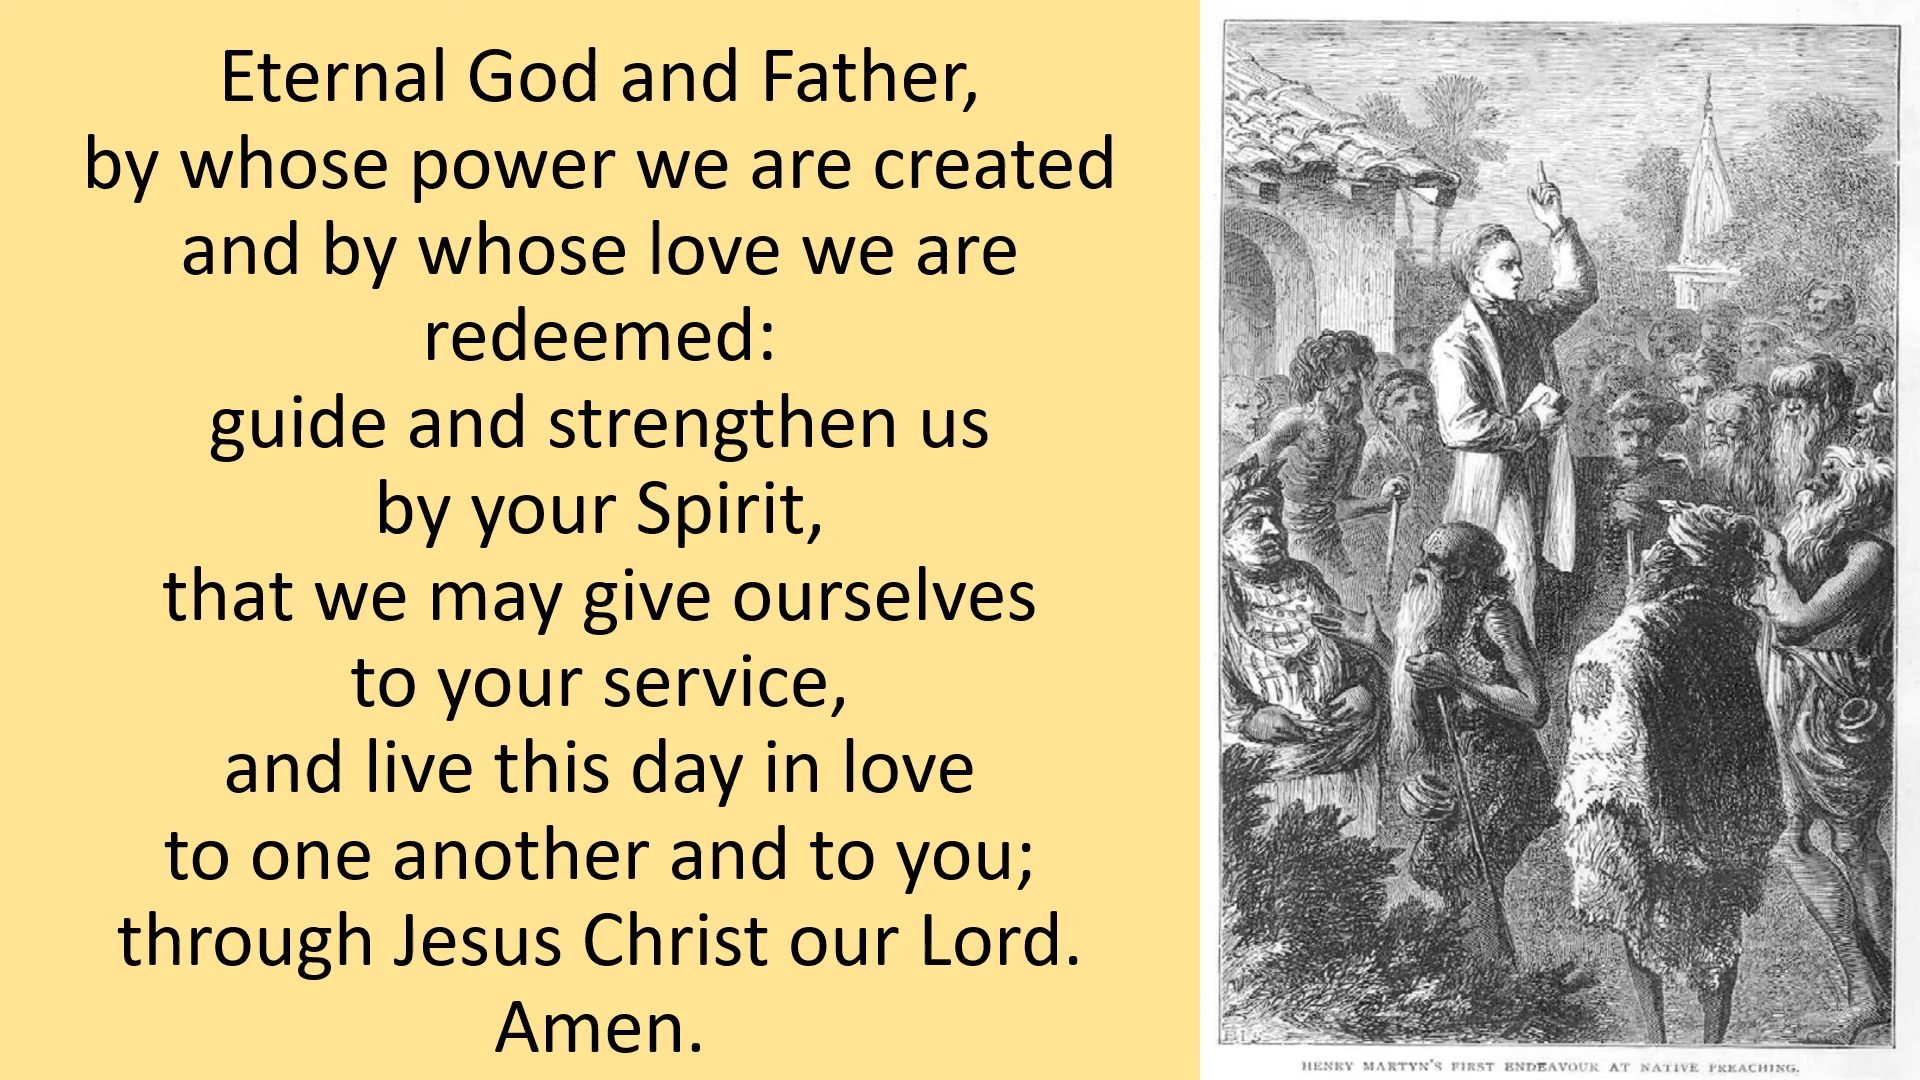 Eternal God and Father,
by whose power we are created
and by whose love we are
redeemed:
guide and strengthen us
by your Spirit,
that we may give ourselves
to your service,
and live this day in love
to one another and to you;
through Jesus Christ our Lord.
Amen.
HENRY MARTYN'S FIRST ENDEAVOUR AT NATIVE PREACHING.